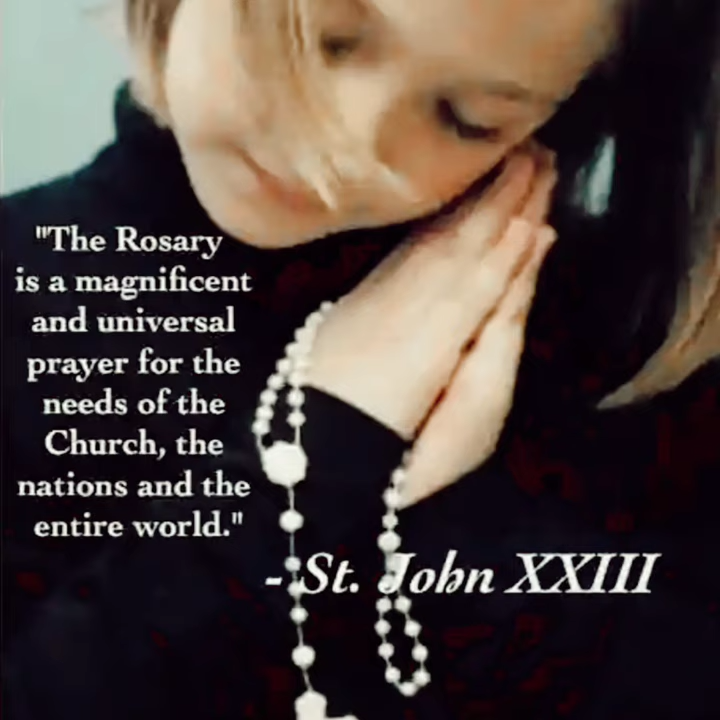 "The Rosary
is a magnificent
and universal
prayer for the
needs of the
Church, the
nations and the
entire world."
- St. John XXIII